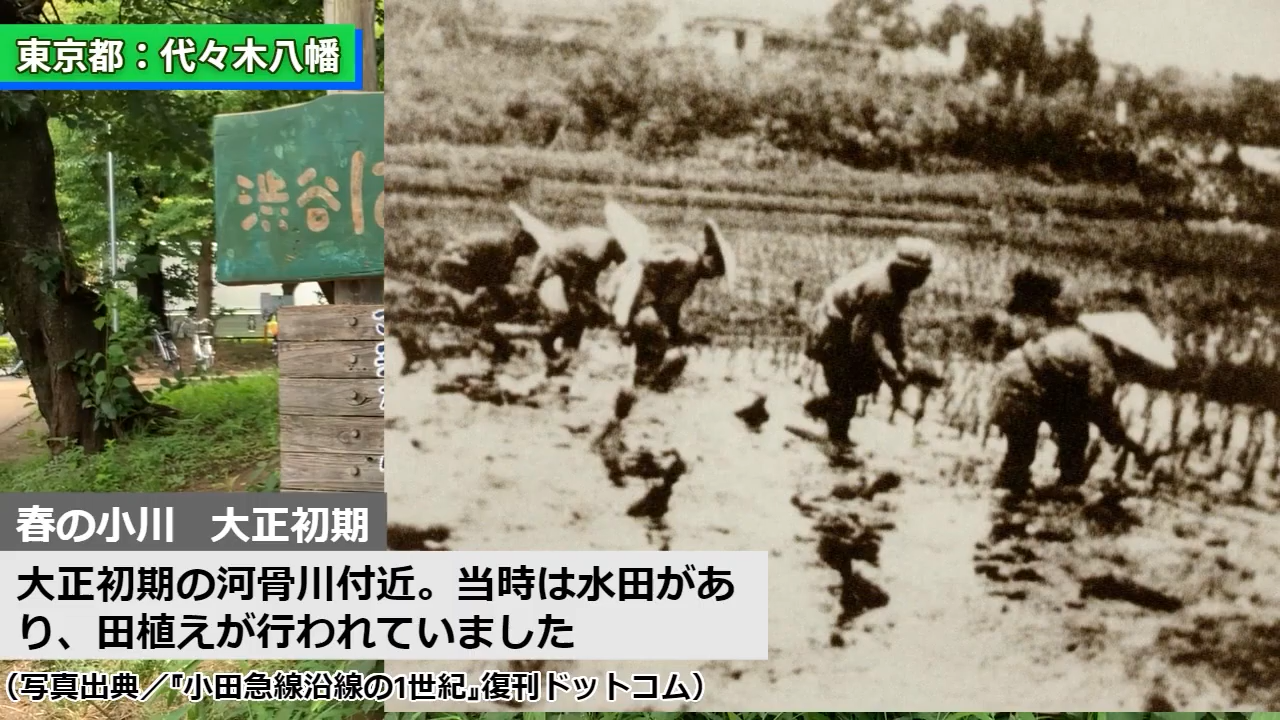 東京都：代々木八幡
渋谷は
春の小川　大正初期
大正初期の河骨川付近。当時は水田があ
り、田植えが行われていました
（写真出典／『小田急線沿線の1世紀』復刊ドットコム）